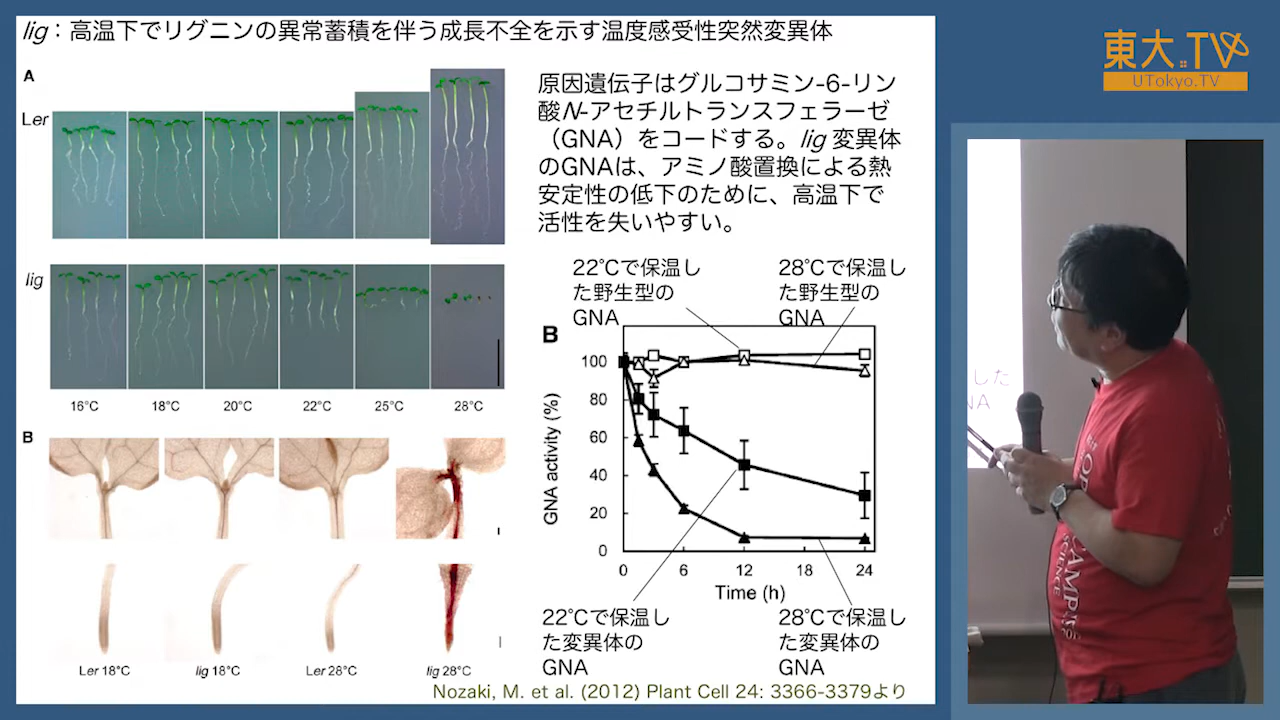 lig：高温下でリグニンの異常蓄積を伴う成長不全を示す温度感受性突然変異体
A
Ler
lig
16°C 18°C 20°C 22°C 25°C 28°C
B
Ler 18°C lig 18°C Ler 28°C lig 28°C
原因遺伝子はグルコサミン-6-リン
酸N-アセチルトランスフェラーゼ
（GNA）をコードする。lig 変異体
のGNAは、アミノ酸置換による熱
安定性の低下のために、高温下で
活性を失いやすい。
22℃で保温し
た野生型の
GNA
28℃で保温し
た野生型の
GNA
B
GNA activity (%)
100
80
60
40
20
0
0 6 12 18 24
Time (h)
22℃で保温し
た変異体の
GNA
28℃で保温し
た変異体の
GNA
Nozaki, M. et al. (2012) Plant Cell 24: 3366-3379より
東大.TV
UTokyo.TV
した
NA
CAMP
SCIENCE